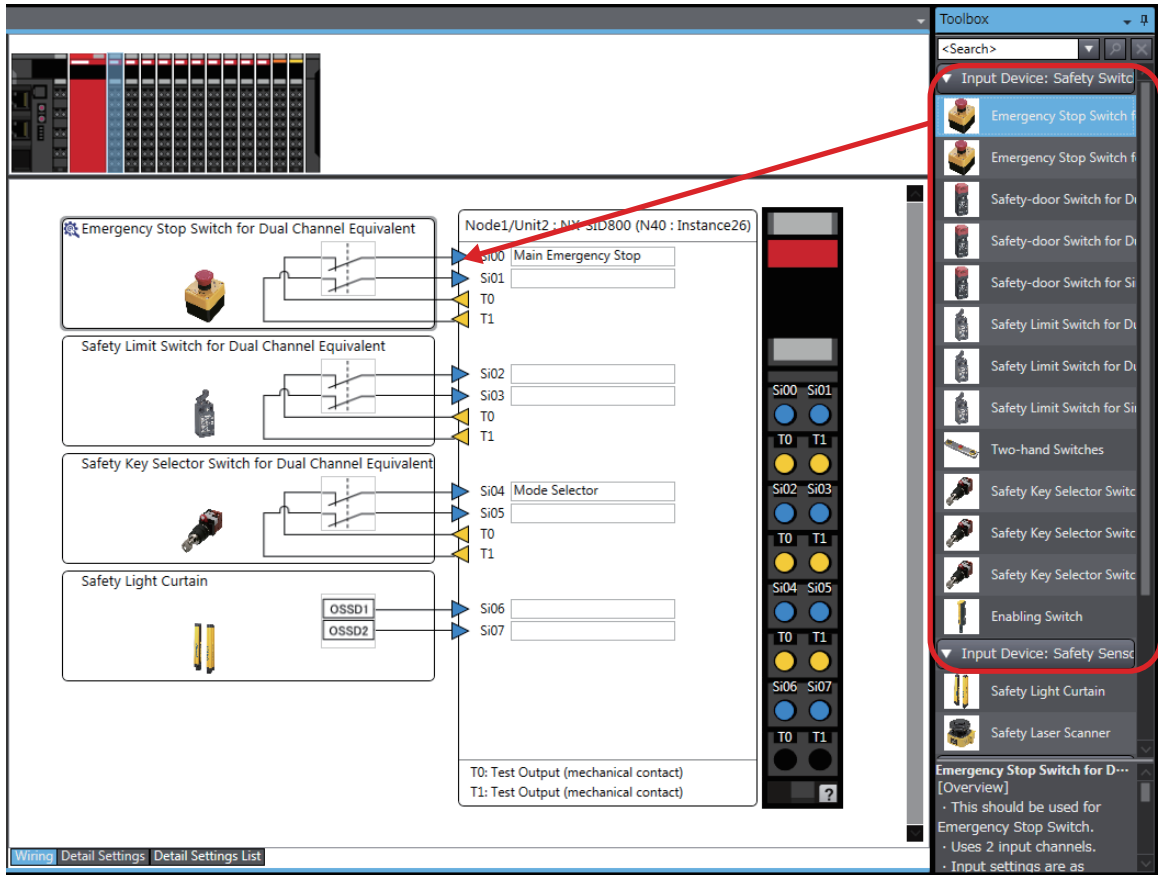 Toolbox
<Search>
Input Device: Safety Switc
Emergency Stop Switch f
Emergency Stop Switch f
Safety-door Switch for Du
Safety-door Switch for Du
Safety-door Switch for Si
Safety Limit Switch for Du
Safety Limit Switch for Du
Safety Limit Switch for Sin
Two-hand Switches
Safety Key Selector Switc
Safety Key Selector Switc
Safety Key Selector Switc
Enabling Switch
Input Device: Safety Senso
Safety Light Curtain
Safety Laser Scanner
Emergency Stop Switch for D···
[Overview]
· This should be used for
Emergency Stop Switch.
· Uses 2 input channels.
· Input settings are as
Emergency Stop Switch for Dual Channel Equivalent
Safety Limit Switch for Dual Channel Equivalent
Safety Key Selector Switch for Dual Channel Equivalent
Safety Light Curtain
OSSD1
OSSD2
Node1/Unit2 : NX-SID800 (N40 : Instance26)
Si00 Main Emergency Stop
Si01
T0
T1
Si02
Si03
T0
T1
Si04 Mode Selector
Si05
T0
T1
Si06
Si07
T0: Test Output (mechanical contact)
T1: Test Output (mechanical contact)
Si00 Si01
T0 T1
Si02 Si03
T0 T1
Si04 Si05
T0 T1
Si06 Si07
T0 T1
?
Wiring Detail Settings Detail Settings List